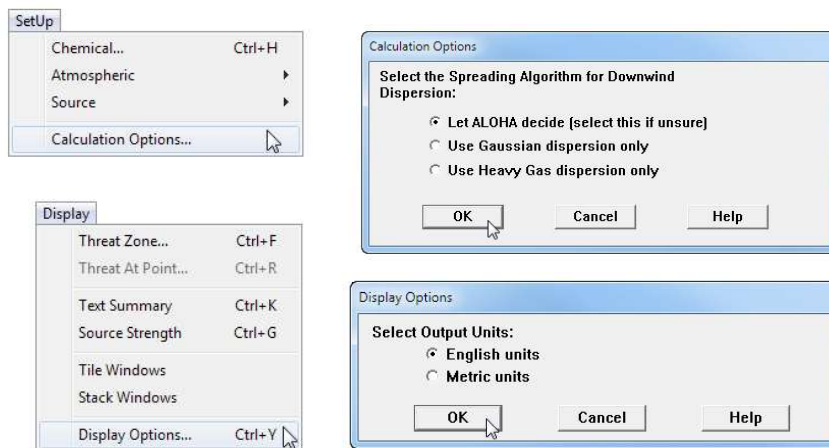 SetUp
Chemical... Ctrl+H
Atmospheric
Source
Calculation Options...
Calculation Options
Select the Spreading Algorithm for Downwind
Dispersion:
Let ALOHA decide (select this if unsure)
Use Gaussian dispersion only
Use Heavy Gas dispersion only
OK Cancel Help
Display
Threat Zone... Ctrl+F
Threat At Point... Ctrl+R
Text Summary Ctrl+K
Source Strength Ctrl+G
Tile Windows
Stack Windows
Display Options... Ctrl+Y
Display Options
Select Output Units:
English units
Metric units
OK Cancel Help